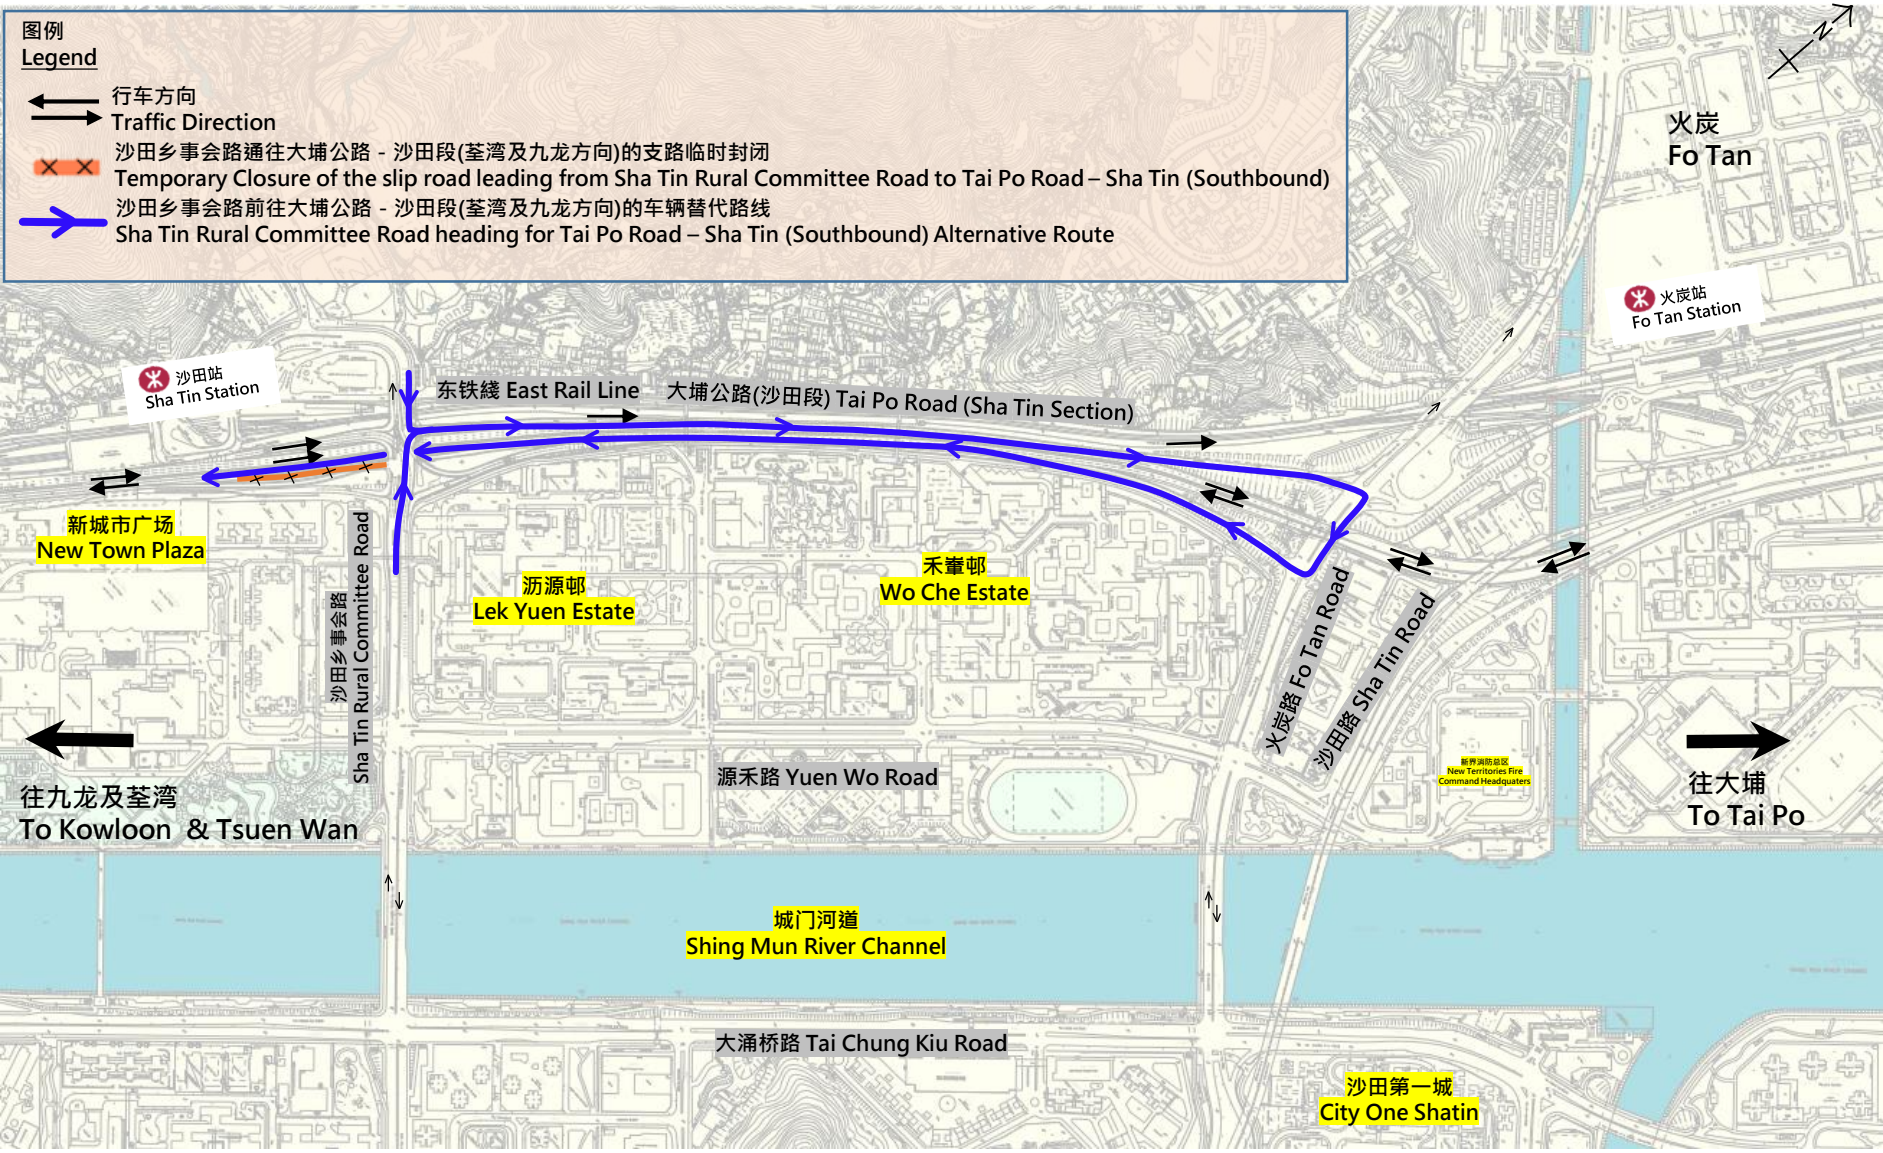 图例
Legend
行车方向
Traffic Direction
沙田乡事会路通往大埔公路 - 沙田段(荃湾及九龙方向)的支路临时封闭
Temporary Closure of the slip road leading from Sha Tin Rural Committee Road to Tai Po Road – Sha Tin (Southbound)
沙田乡事会路前往大埔公路 - 沙田段(荃湾及九龙方向)的车辆替代路线
Sha Tin Rural Committee Road heading for Tai Po Road – Sha Tin (Southbound) Alternative Route
N
火炭
Fo Tan
火炭站
Fo Tan Station
沙田站
Sha Tin Station
东铁綫 East Rail Line
大埔公路(沙田段) Tai Po Road (Sha Tin Section)
新城市广场
New Town Plaza
沙田乡事会路
Sha Tin Rural Committee Road
沥源邨
Lek Yuen Estate
禾輋邨
Wo Che Estate
火炭路 Fo Tan Road
沙田路 Sha Tin Road
往九龙及荃湾
To Kowloon & Tsuen Wan
源禾路 Yuen Wo Road
新界消防总区
New Territories Fire
Command Headquaters
往大埔
To Tai Po
城门河道
Shing Mun River Channel
大涌桥路 Tai Chung Kiu Road
沙田第一城
City One Shatin